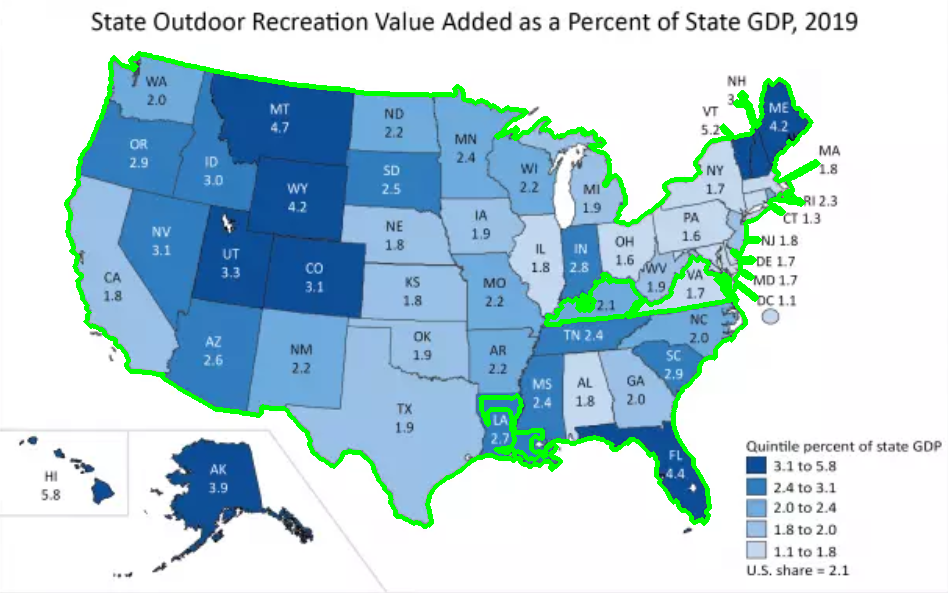 State Outdoor Recreation Value Added as a Percent of State GDP, 2019
WA
2.0
MT
4.7
ND
2.2
MN
2.4
OR
2.9
ID
3.0
WY
4.2
SD
2.5
WI
2.2
MI
1.9
NH
3.
VT
5.2
ME
4.2
MA
1.8
NY
1.7
RI 2.3
CT 1.3
PA
1.6
NJ 1.8
DE 1.7
MD 1.7
DC 1.1
NV
3.1
UT
3.3
CO
3.1
NE
1.8
IA
1.9
IL
1.8
IN
2.8
OH
1.6
WV
1.9
VA
1.7
CA
1.8
KS
1.8
MO
2.2
2.1
AZ
2.6
NM
2.2
OK
1.9
AR
2.2
TN 2.4
NC
2.0
SC
2.9
MS
2.4
AL
1.8
GA
2.0
TX
1.9
LA
2.7
FL
4.4
HI
5.8
AK
3.9
Quintile percent of state GDP
3.1 to 5.8
2.4 to 3.1
2.0 to 2.4
1.8 to 2.0
1.1 to 1.8
U.S. share = 2.1